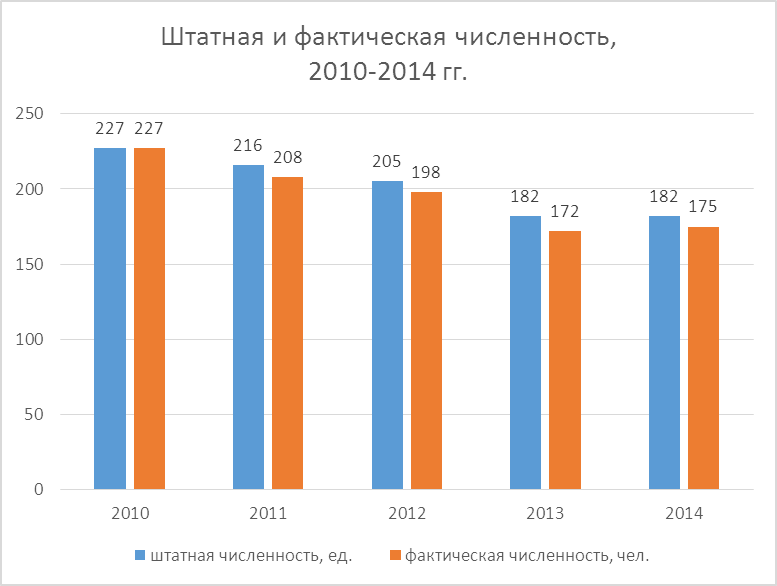 Штатная и фактическая численность,
2010-2014 гг.
250
200
150
100
50
0
227 227
216 208
205 198
182 172
182 175
2010 2011 2012 2013 2014
штатная численность, ед. фактическая численность, чел.